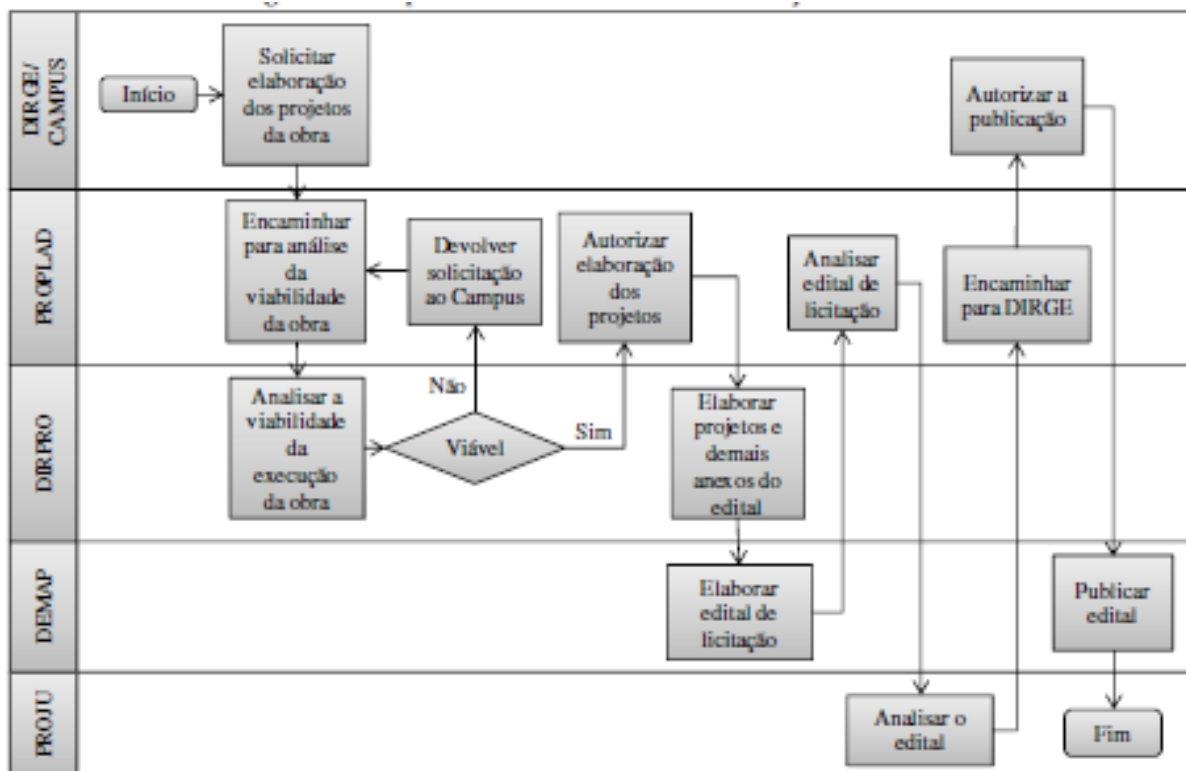 DIRGE/
CAMPUS
Início
Solicitar
elaboração
dos projetos
da obra
Autorizar a
publicação
PROPLAD
Encaminhar
para análise
da
viabilidade
da obra
Devolver
solicitação
ao Campus
Autorizar
elaboração
dos
projetos
Analisar
edital de
licitação
Encaminhar
para DIRGE
DIRPRO
Analisar a
viabilidade
da
execução
da obra
Não
Viável
Sim
Elaborar
projetos e
demais
anexos do
edital
DEMAP
Elaborar
edital de
licitação
Publicar
edital
PROJU
Analisar o
edital
Fim